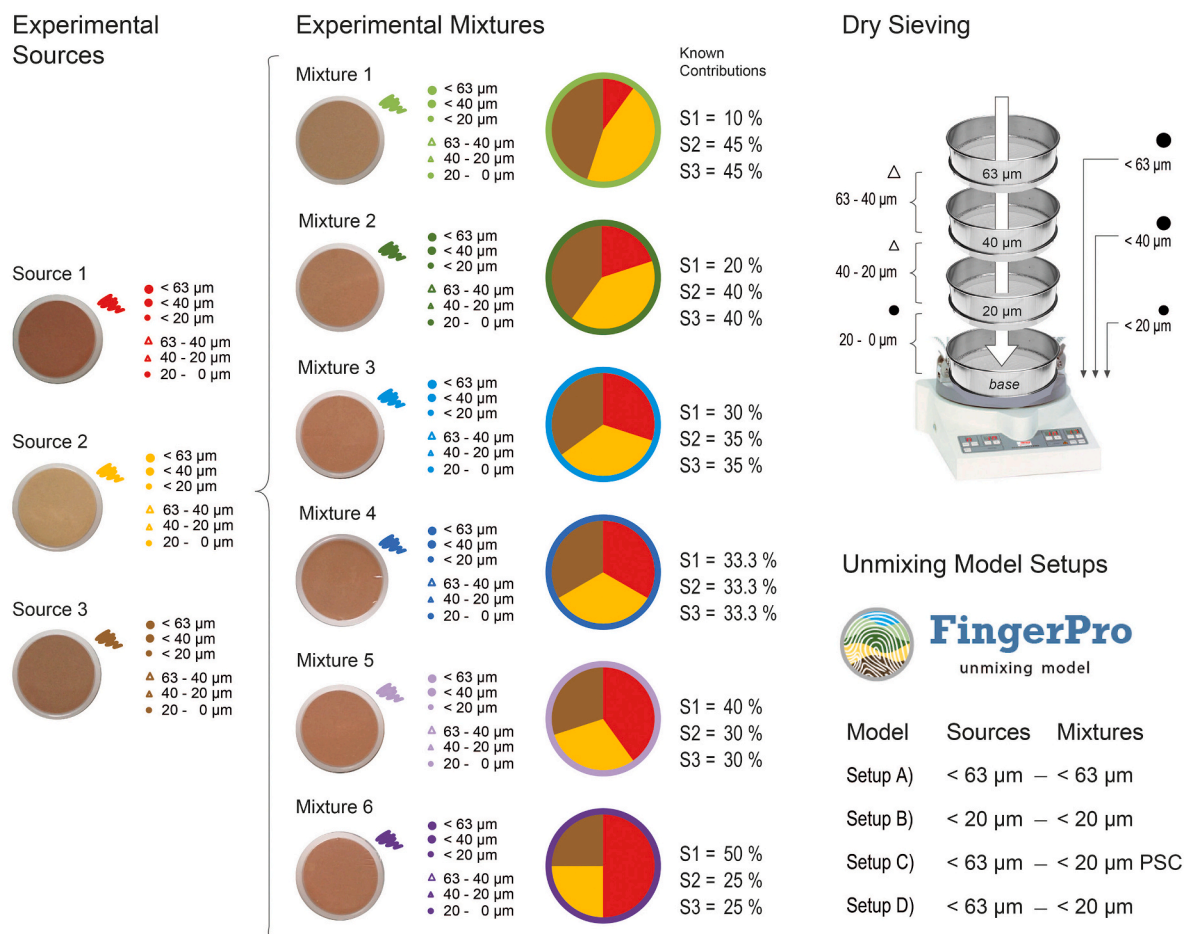 Experimental
Sources
Source 1
< 63 µm
< 40 µm
< 20 µm
63 - 40 µm
40 - 20 µm
20 - 0 µm
Source 2
< 63 µm
< 40 µm
< 20 µm
63 - 40 µm
40 - 20 µm
20 - 0 µm
Source 3
< 63 µm
< 40 µm
< 20 µm
63 - 40 µm
40 - 20 µm
20 - 0 µm
Experimental Mixtures
Known
Contributions
Mixture 1
< 63 µm
< 40 µm
< 20 µm
63 - 40 µm
40 - 20 µm
20 - 0 µm
S1 = 10 %
S2 = 45 %
S3 = 45 %
Mixture 2
< 63 µm
< 40 µm
< 20 µm
63 - 40 µm
40 - 20 µm
20 - 0 µm
S1 = 20 %
S2 = 40 %
S3 = 40 %
Mixture 3
< 63 µm
< 40 µm
< 20 µm
63 - 40 µm
40 - 20 µm
20 - 0 µm
S1 = 30 %
S2 = 35 %
S3 = 35 %
Mixture 4
< 63 µm
< 40 µm
< 20 µm
63 - 40 µm
40 - 20 µm
20 - 0 µm
S1 = 33.3 %
S2 = 33.3 %
S3 = 33.3 %
Mixture 5
< 63 µm
< 40 µm
< 20 µm
63 - 40 µm
40 - 20 µm
20 - 0 µm
S1 = 40 %
S2 = 30 %
S3 = 30 %
Mixture 6
< 63 µm
< 40 µm
< 20 µm
63 - 40 µm
40 - 20 µm
20 - 0 µm
S1 = 50 %
S2 = 25 %
S3 = 25 %
Dry Sieving
63 µm
40 µm
20 µm
base
63 - 40 µm
40 - 20 µm
20 - 0 µm
< 63 µm
< 40 µm
< 20 µm
Unmixing Model Setups
FingerPro
unmixing model
Model Sources Mixtures
Setup A) < 63 µm – < 63 µm
Setup B) < 20 µm – < 20 µm
Setup C) < 63 µm – < 20 µm PSC
Setup D) < 63 µm – < 20 µm